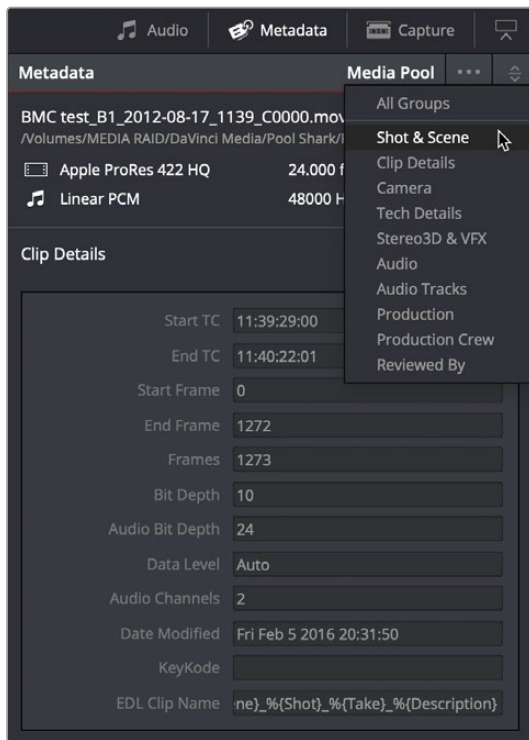 Audio Metadata Capture
Metadata Media Pool
All Groups
BMC test_B1_2012-08-17_1139_C0000.mov
/Volumes/MEDIA RAID/DaVinci Media/Pool Shark/
Shot & Scene
Apple ProRes 422 HQ 24.000 f
Clip Details
Linear PCM 48000 H
Camera
Tech Details
Stereo3D & VFX
Clip Details
Audio
Audio Tracks
Production
Production Crew
Reviewed By
Start TC 11:39:29:00
End TC 11:40:22:01
Start Frame 0
End Frame 1272
Frames 1273
Bit Depth 10
Audio Bit Depth 24
Data Level Auto
Audio Channels 2
Date Modified Fri Feb 5 2016 20:31:50
KeyKode
EDL Clip Name ne}_%{Shot}_%{Take}_%{Description}